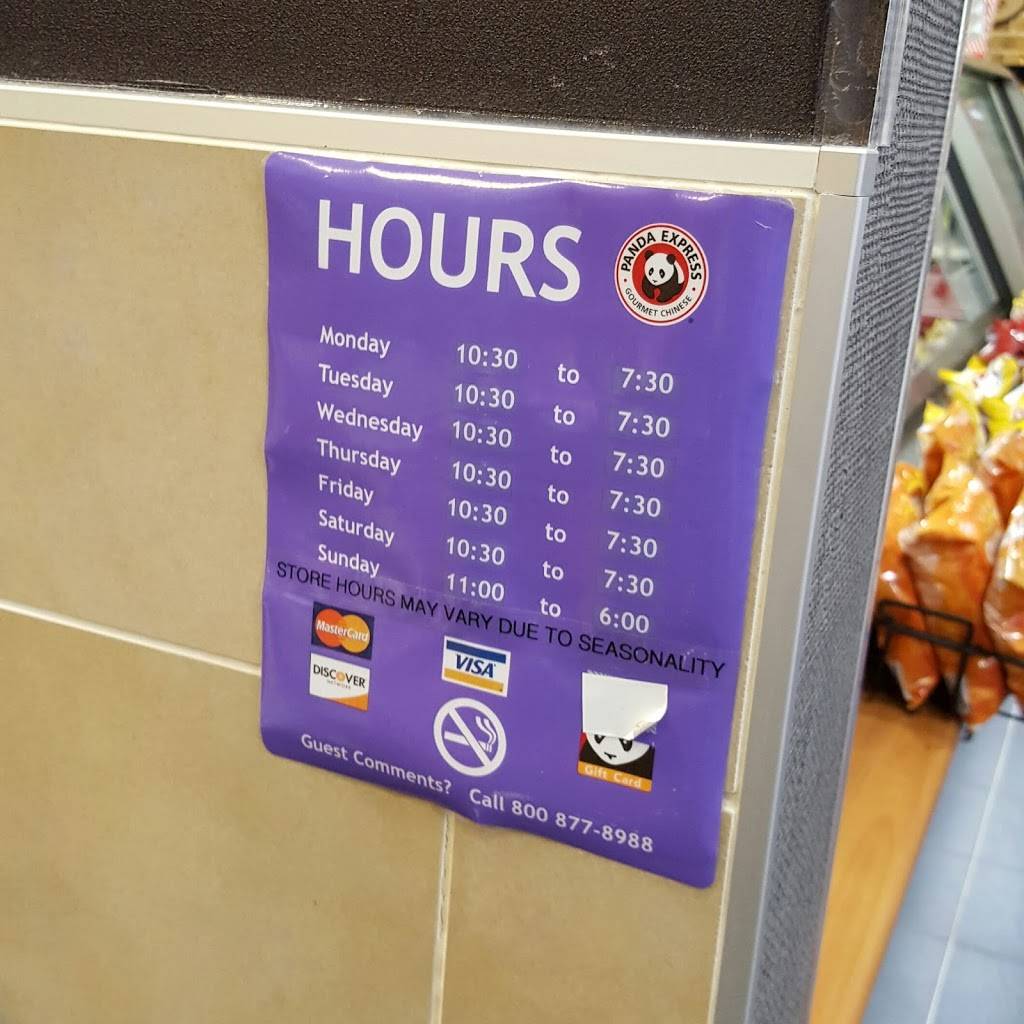 HOURS
PANDA EXPRESS
GOURMET CHINESE
Monday 10:30 to 7:30
Tuesday 10:30 to 7:30
Wednesday 10:30 to 7:30
Thursday 10:30 to 7:30
Friday 10:30 to 7:30
Saturday 10:30 to 7:30
Sunday 11:00 to 6:00
STORE HOURS MAY VARY DUE TO SEASONALITY
MasterCard
VISA
DISCOVER
NETWORK
Gift Card
Guest Comments? Call 800 877-8988